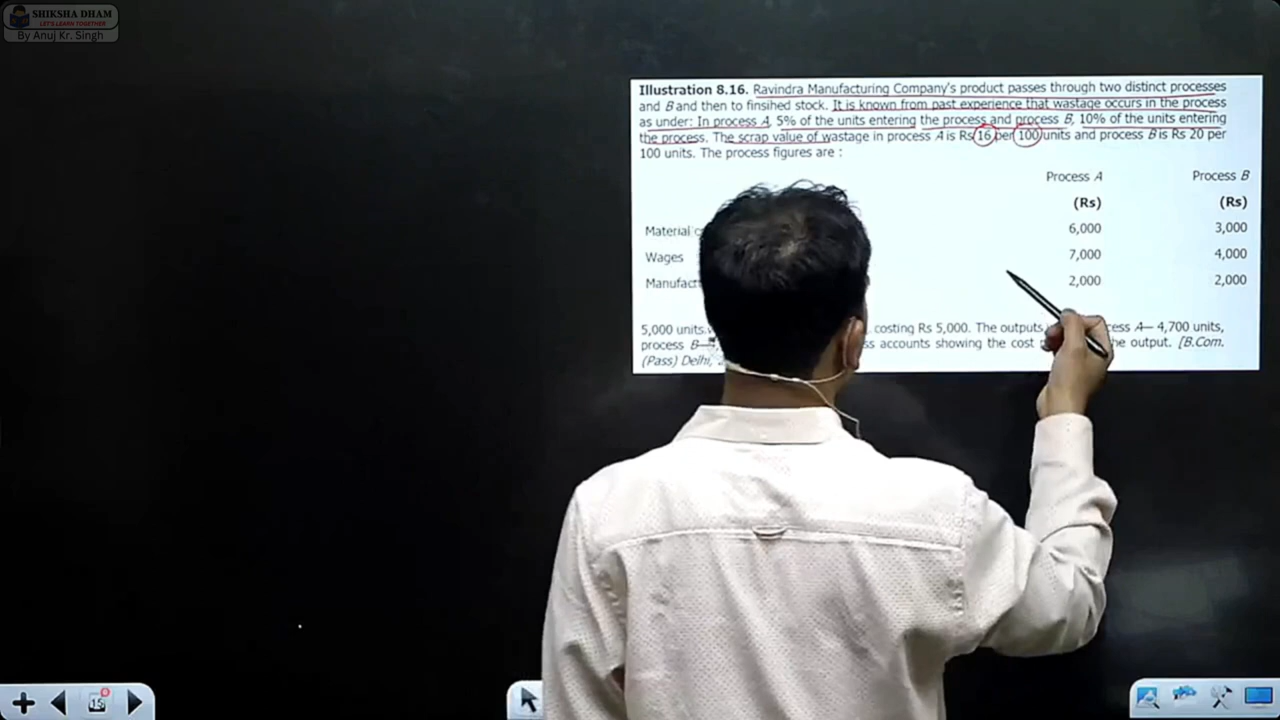 SHIKSHA DHAM
LET'S LEARN TOGETHER
By Anuj Kr. Singh
Illustration 8.16. Ravindra Manufacturing Company's product passes through two distinct processes
and B and then to finsihed stock. It is known from past experience that wastage occurs in the process
as under: In process A, 5% of the units entering the process and process B, 10% of the units entering
the process. The scrap value of wastage in process A is Rs 16 per 100 units and process B is Rs 20 per
100 units. The process figures are :
Process A Process B
(Rs) (Rs)
Material 6,000 3,000
Wages 7,000 4,000
2,000 2,000
5,000 units costing Rs 5,000. The outputs A— 4,700 units,
process B— accounts showing the cost output. [B.Com.
(Pass) Delhi,
15